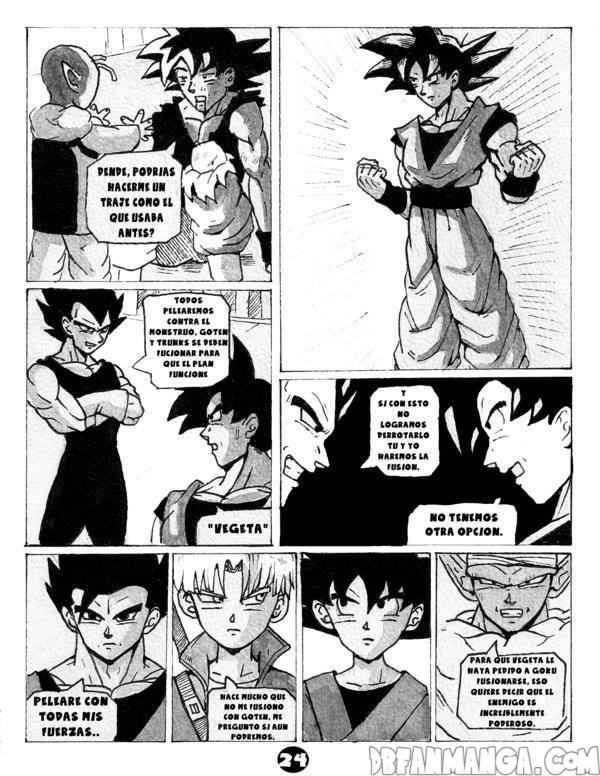 DENDE, PODRIAS
HACERME UN
TRAJE COMO EL
QUE USABA
ANTES?
TODOS
PELEAREMOS
CONTRA EL
MONSTRUO, GOTEN
Y TRUNKS SE DEBEN
FUCIONAR PARA
QUE EL PLAN
FUNCIONE
"VEGETA"
Y
SI CON ESTO
NO
LOGRAMOS
DERROTARLO
TU Y YO
HAREMOS LA
FUSION.
NO TENEMOS
OTRA OPCION.
PELEARE CON
TODAS MIS
FUERZAS..
HACE MUCHO QUE
NO ME FUSIONO
CON GOTEN, ME
PREGUNTO SI AUN
PODREMOS.
PARA QUE VEGETA LE
HAYA PEDIDO A GOKU
FUSIONARSE, ESO
QUIERE DECIR QUE EL
ENEMIGO ES
INCREIBLEMENTE
PODEROSO.
24
DBFANMANGA.COM